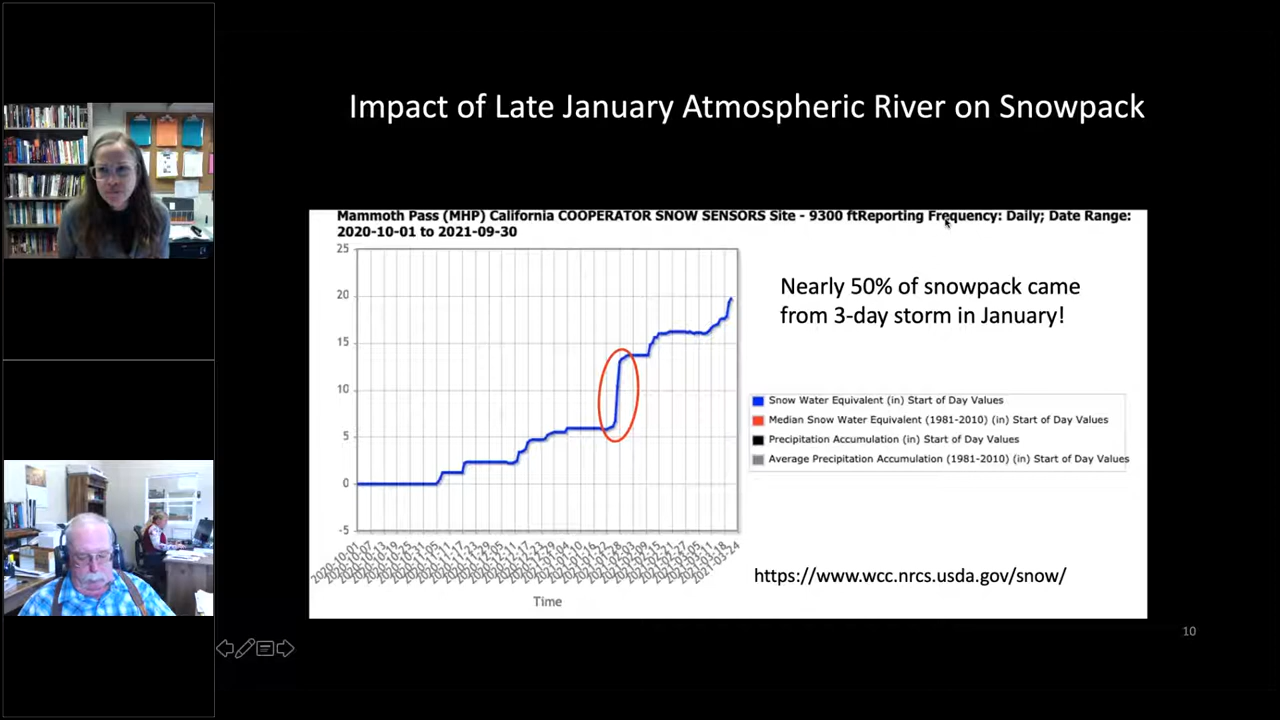 Impact of Late January Atmospheric River on Snowpack
Mammoth Pass (MHP) California COOPERATOR SNOW SENSORS Site - 9300 ftReporting Frequency: Daily; Date Range:
2020-10-01 to 2021-09-30
25
20
15
10
5
0
-5
Nearly 50% of snowpack came
from 3-day storm in January!
Snow Water Equivalent (in) Start of Day Values
Median Snow Water Equivalent (1981-2010) (in) Start of Day Values
Precipitation Accumulation (in) Start of Day Values
Average Precipitation Accumulation (1981-2010) (in) Start of Day Values
Time
https://www.wcc.nrcs.usda.gov/snow/
10